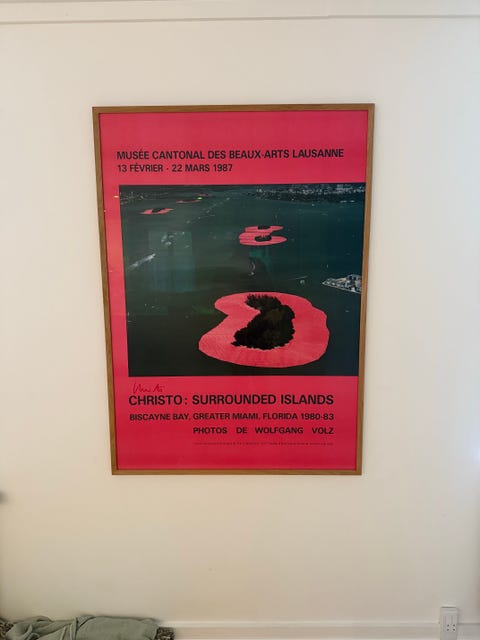 MUSÉE CANTONAL DES BEAUX-ARTS LAUSANNE
13 FÉVRIER - 22 MARS 1987
Christo
CHRISTO: SURROUNDED ISLANDS
BISCAYNE BAY, GREATER MIAMI, FLORIDA 1980-83
PHOTOS DE WOLFGANG VOLZ